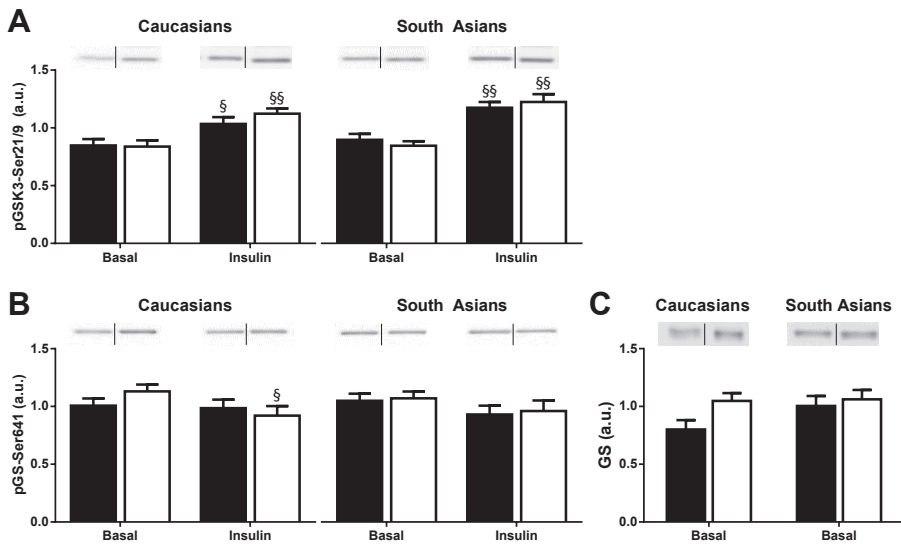 A
Caucasians
South Asians
pGSK3-Ser21/9 (a.u.)
1.5
1.0
0.5
0.0
§
§§
§§
§§
Basal
Insulin
Basal
Insulin
B
Caucasians
South Asians
pGS-Ser641 (a.u.)
1.5
1.0
0.5
0.0
§
Basal
Insulin
Basal
Insulin
C
Caucasians
South Asians
GS (a.u.)
1.5
1.0
0.5
0.0
Basal
Basal